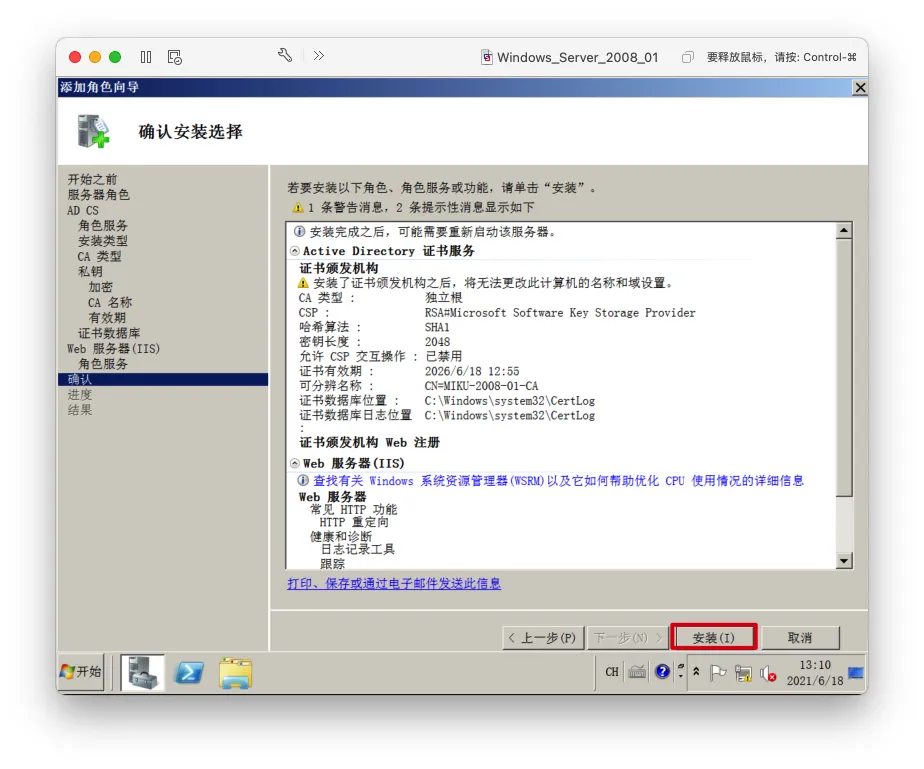 Windows_Server_2008_01
要释放鼠标，请按: Control-⌘
添加角色向导
确认安装选择
开始之前
服务器角色
AD CS
角色服务
安装类型
CA 类型
私钥
加密
CA 名称
有效期
证书数据库
Web 服务器(IIS)
角色服务
确认
进度
结果
若要安装以下角色、角色服务或功能，请单击“安装”。
1 条警告消息，2 条提示性消息显示如下
安装完成之后，可能需要重新启动该服务器。
Active Directory 证书服务
证书颁发机构
安装了证书颁发机构之后，将无法更改此计算机的名称和域设置。
CA 类型 : 独立根
CSP : RSA#Microsoft Software Key Storage Provider
哈希算法 : SHA1
密钥长度 : 2048
允许 CSP 交互操作 : 已禁用
证书有效期 : 2026/6/18 12:55
可分辨名称 : CN=MIKU-2008-01-CA
证书数据库位置 : C:\Windows\system32\CertLog
证书数据库日志位置 C:\Windows\system32\CertLog
:
证书颁发机构 Web 注册
Web 服务器(IIS)
查找有关 Windows 系统资源管理器(WSRM)以及它如何帮助优化 CPU 使用情况的详细信息
Web 服务器
常见 HTTP 功能
HTTP 重定向
健康和诊断
日志记录工具
跟踪
打印、保存或通过电子邮件发送此信息
< 上一步(P)
下一步(N) >
安装(I)
取消
开始
CH
13:10
2021/6/18